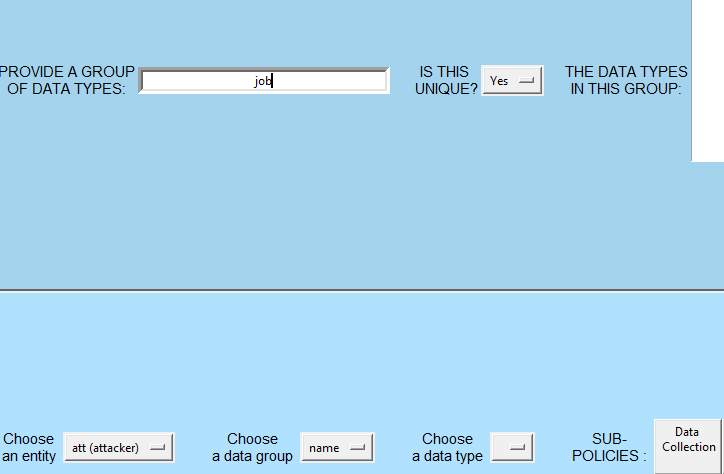 PROVIDE A GROUP
OF DATA TYPES:
job
IS THIS
UNIQUE?
Yes
THE DATA TYPES
IN THIS GROUP:
Choose
an entity
att (attacker)
Choose
a data group
name
Choose
a data type
SUB-
POLICIES :
Data
Collection